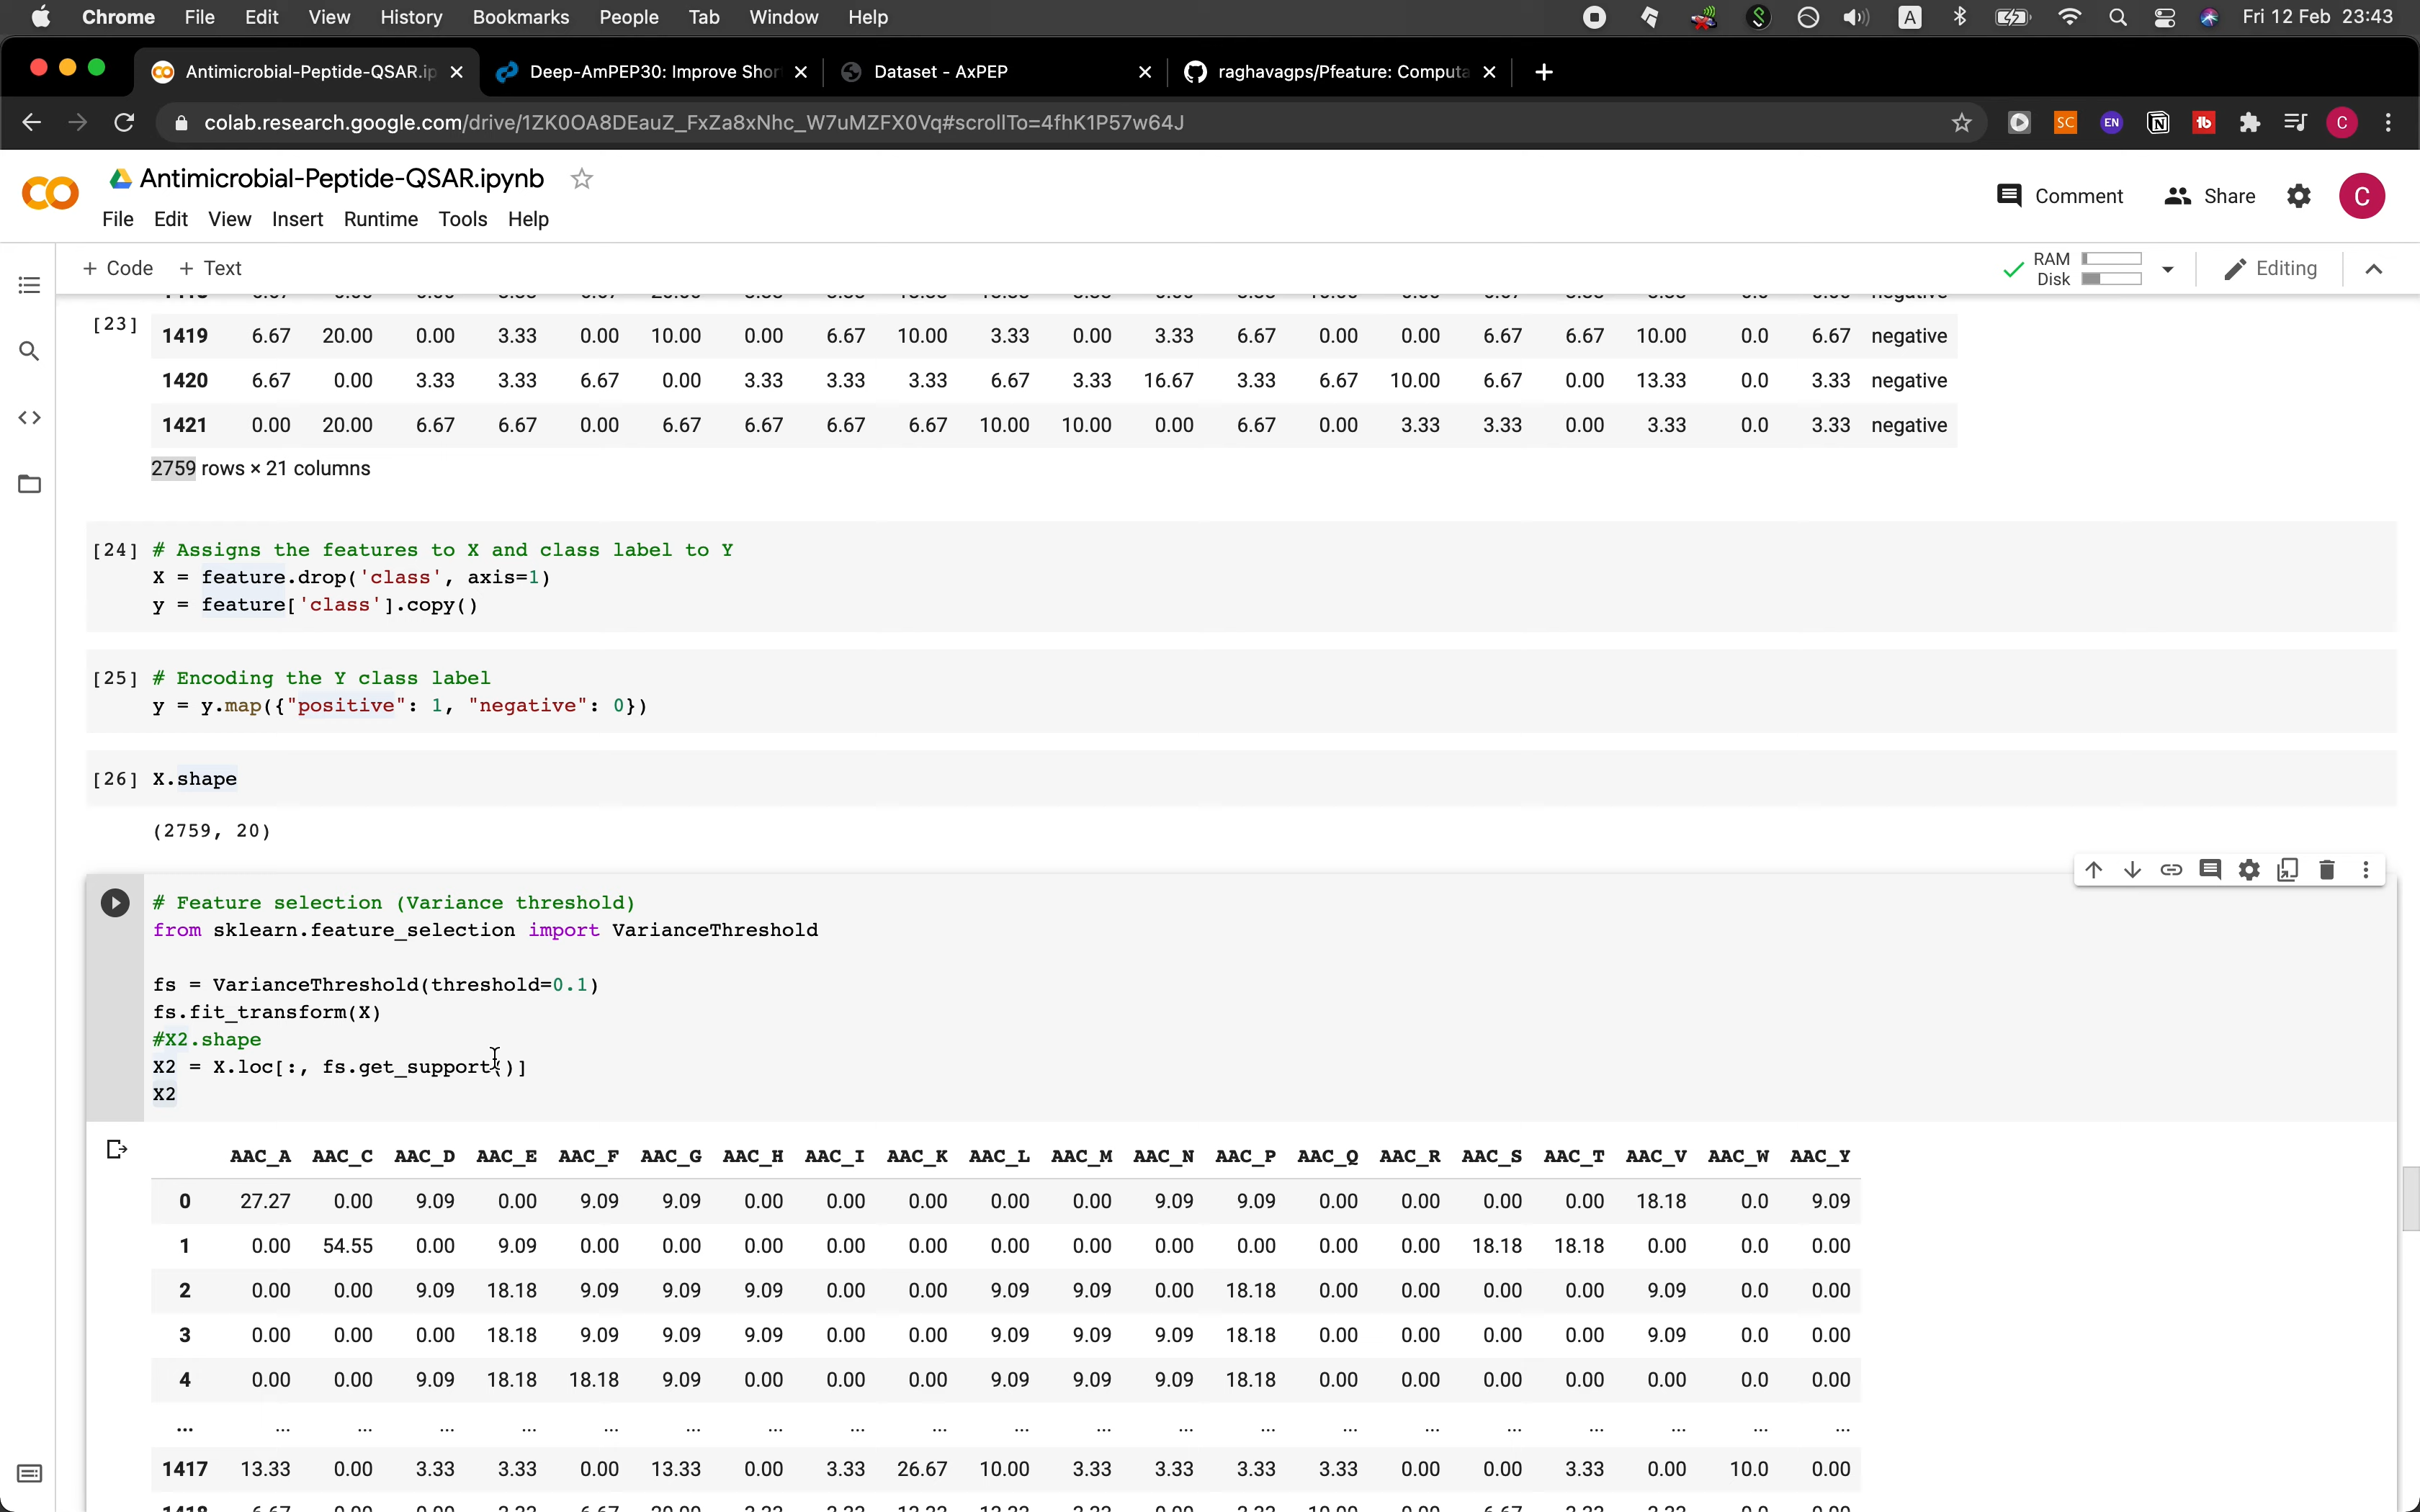 Chrome File Edit View History Bookmarks People Tab Window Help A Fri 12 Feb 23:43
Antimicrobial-Peptide-QSAR.ip Deep-AmPEP30: Improve Shor Dataset - AxPEP raghavagps/Pfeature: Computa
colab.research.google.com/drive/1ZK0OA8DEauZ_FxZa8xNhc_W7uMZFX0Vq#scrollTo=4fhK1P57w64J SC EN tb C
Antimicrobial-Peptide-QSAR.ipynb
File Edit View Insert Runtime Tools Help
Comment Share C
+ Code + Text RAM Disk Editing
[23] 1419 6.67 20.00 0.00 3.33 0.00 10.00 0.00 6.67 10.00 3.33 0.00 3.33 6.67 0.00 0.00 6.67 6.67 10.00 0.0 6.67 negative
1420 6.67 0.00 3.33 3.33 6.67 0.00 3.33 3.33 3.33 6.67 3.33 16.67 3.33 6.67 10.00 6.67 0.00 13.33 0.0 3.33 negative
1421 0.00 20.00 6.67 6.67 0.00 6.67 6.67 6.67 6.67 10.00 10.00 0.00 6.67 0.00 3.33 3.33 0.00 3.33 0.0 3.33 negative
2759 rows × 21 columns
[24] # Assigns the features to X and class label to Y
X = feature.drop('class', axis=1)
y = feature['class'].copy()
[25] # Encoding the Y class label
y = y.map({"positive": 1, "negative": 0})
[26] X.shape
(2759, 20)
# Feature selection (Variance threshold)
from sklearn.feature_selection import VarianceThreshold
fs = VarianceThreshold(threshold=0.1)
fs.fit_transform(X)
#X2.shape
X2 = X.loc[:, fs.get_support()]
X2
AAC_A AAC_C AAC_D AAC_E AAC_F AAC_G AAC_H AAC_I AAC_K AAC_L AAC_M AAC_N AAC_P AAC_Q AAC_R AAC_S AAC_T AAC_V AAC_W AAC_Y
0 27.27 0.00 9.09 0.00 9.09 9.09 0.00 0.00 0.00 0.00 0.00 9.09 9.09 0.00 0.00 0.00 0.00 18.18 0.0 9.09
1 0.00 54.55 0.00 9.09 0.00 0.00 0.00 0.00 0.00 0.00 0.00 0.00 0.00 0.00 0.00 18.18 18.18 0.00 0.0 0.00
2 0.00 0.00 9.09 18.18 9.09 9.09 9.09 0.00 0.00 9.09 9.09 0.00 18.18 0.00 0.00 0.00 0.00 9.09 0.0 0.00
3 0.00 0.00 0.00 18.18 9.09 9.09 9.09 0.00 0.00 9.09 9.09 9.09 18.18 0.00 0.00 0.00 0.00 9.09 0.0 0.00
4 0.00 0.00 9.09 18.18 18.18 9.09 0.00 0.00 0.00 9.09 9.09 9.09 18.18 0.00 0.00 0.00 0.00 0.00 0.0 0.00
... ... ... ... ... ... ... ... ... ... ... ... ... ... ... ... ... ... ... ... ...
1417 13.33 0.00 3.33 3.33 0.00 13.33 0.00 3.33 26.67 10.00 3.33 3.33 3.33 3.33 0.00 0.00 3.33 0.00 10.0 0.00